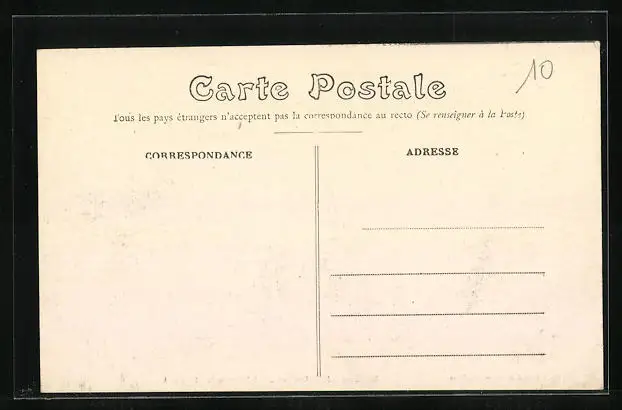 Carte Postale
10
Tous les pays étrangers n'acceptent pas la correspondance au recto (Se renseigner à la Poste)
CORRESPONDANCE
ADRESSE